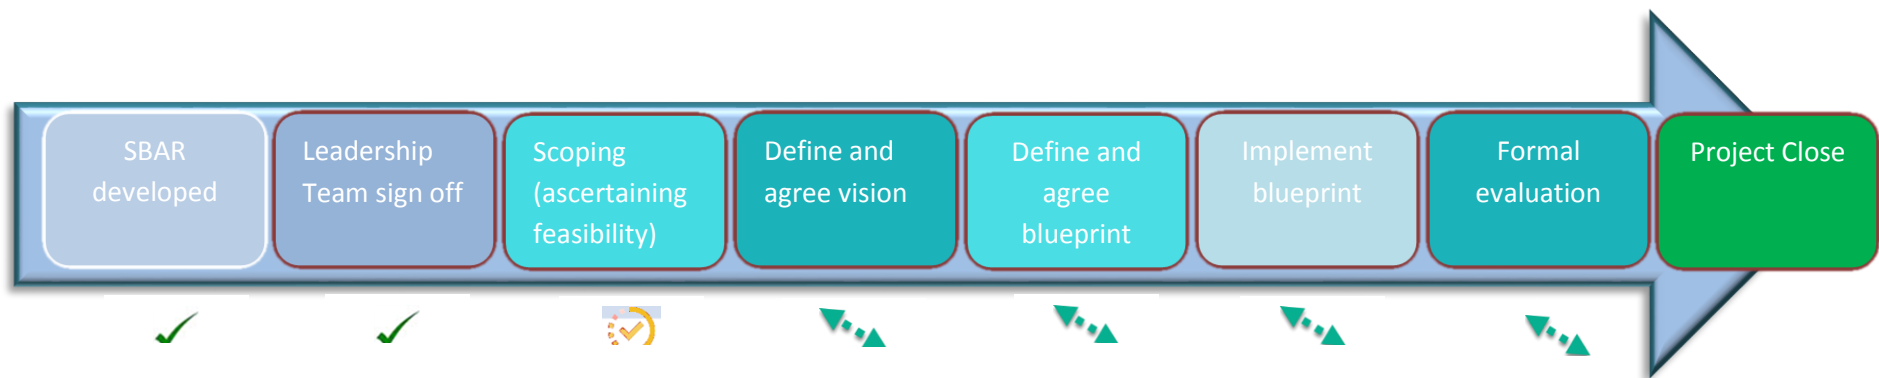 SBAR
developed
Leadership
Team sign off
Scoping
(ascertaining
feasibility)
Define and
agree vision
Define and
agree
blueprint
Implement
blueprint
Formal
evaluation
Project Close